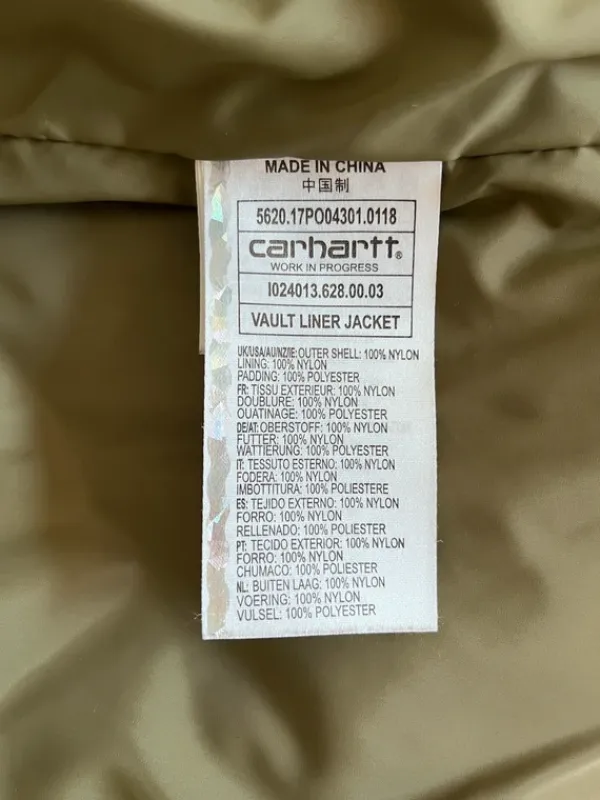 MADE IN CHINA
中国制
5620.17PO04301.0118
carhartt®
WORK IN PROGRESS
I024013.628.00.03
VAULT LINER JACKET
UK/USA/AU/NZ/IE: OUTER SHELL: 100% NYLON
LINING: 100% NYLON
PADDING: 100% POLYESTER
FR: TISSU EXTERIEUR: 100% NYLON
DOUBLURE: 100% NYLON
OUATINAGE: 100% POLYESTER
DE/AT: OBERSTOFF: 100% NYLON
FUTTER: 100% NYLON
WATTIERUNG: 100% POLYESTER
IT: TESSUTO ESTERNO: 100% NYLON
FODERA: 100% NYLON
IMBOTTITURA: 100% POLIESTERE
ES: TEJIDO EXTERNO: 100% NYLON
FORRO: 100% NYLON
RELLENADO: 100% POLYESTER
PT: TECIDO EXTERIOR: 100% NYLON
FORRO: 100% NYLON
CHUMACO: 100% POLYESTER
NL: BUITEN LAAG: 100% NYLON
VOERING: 100% NYLON
VULSEL: 100% POLYESTER